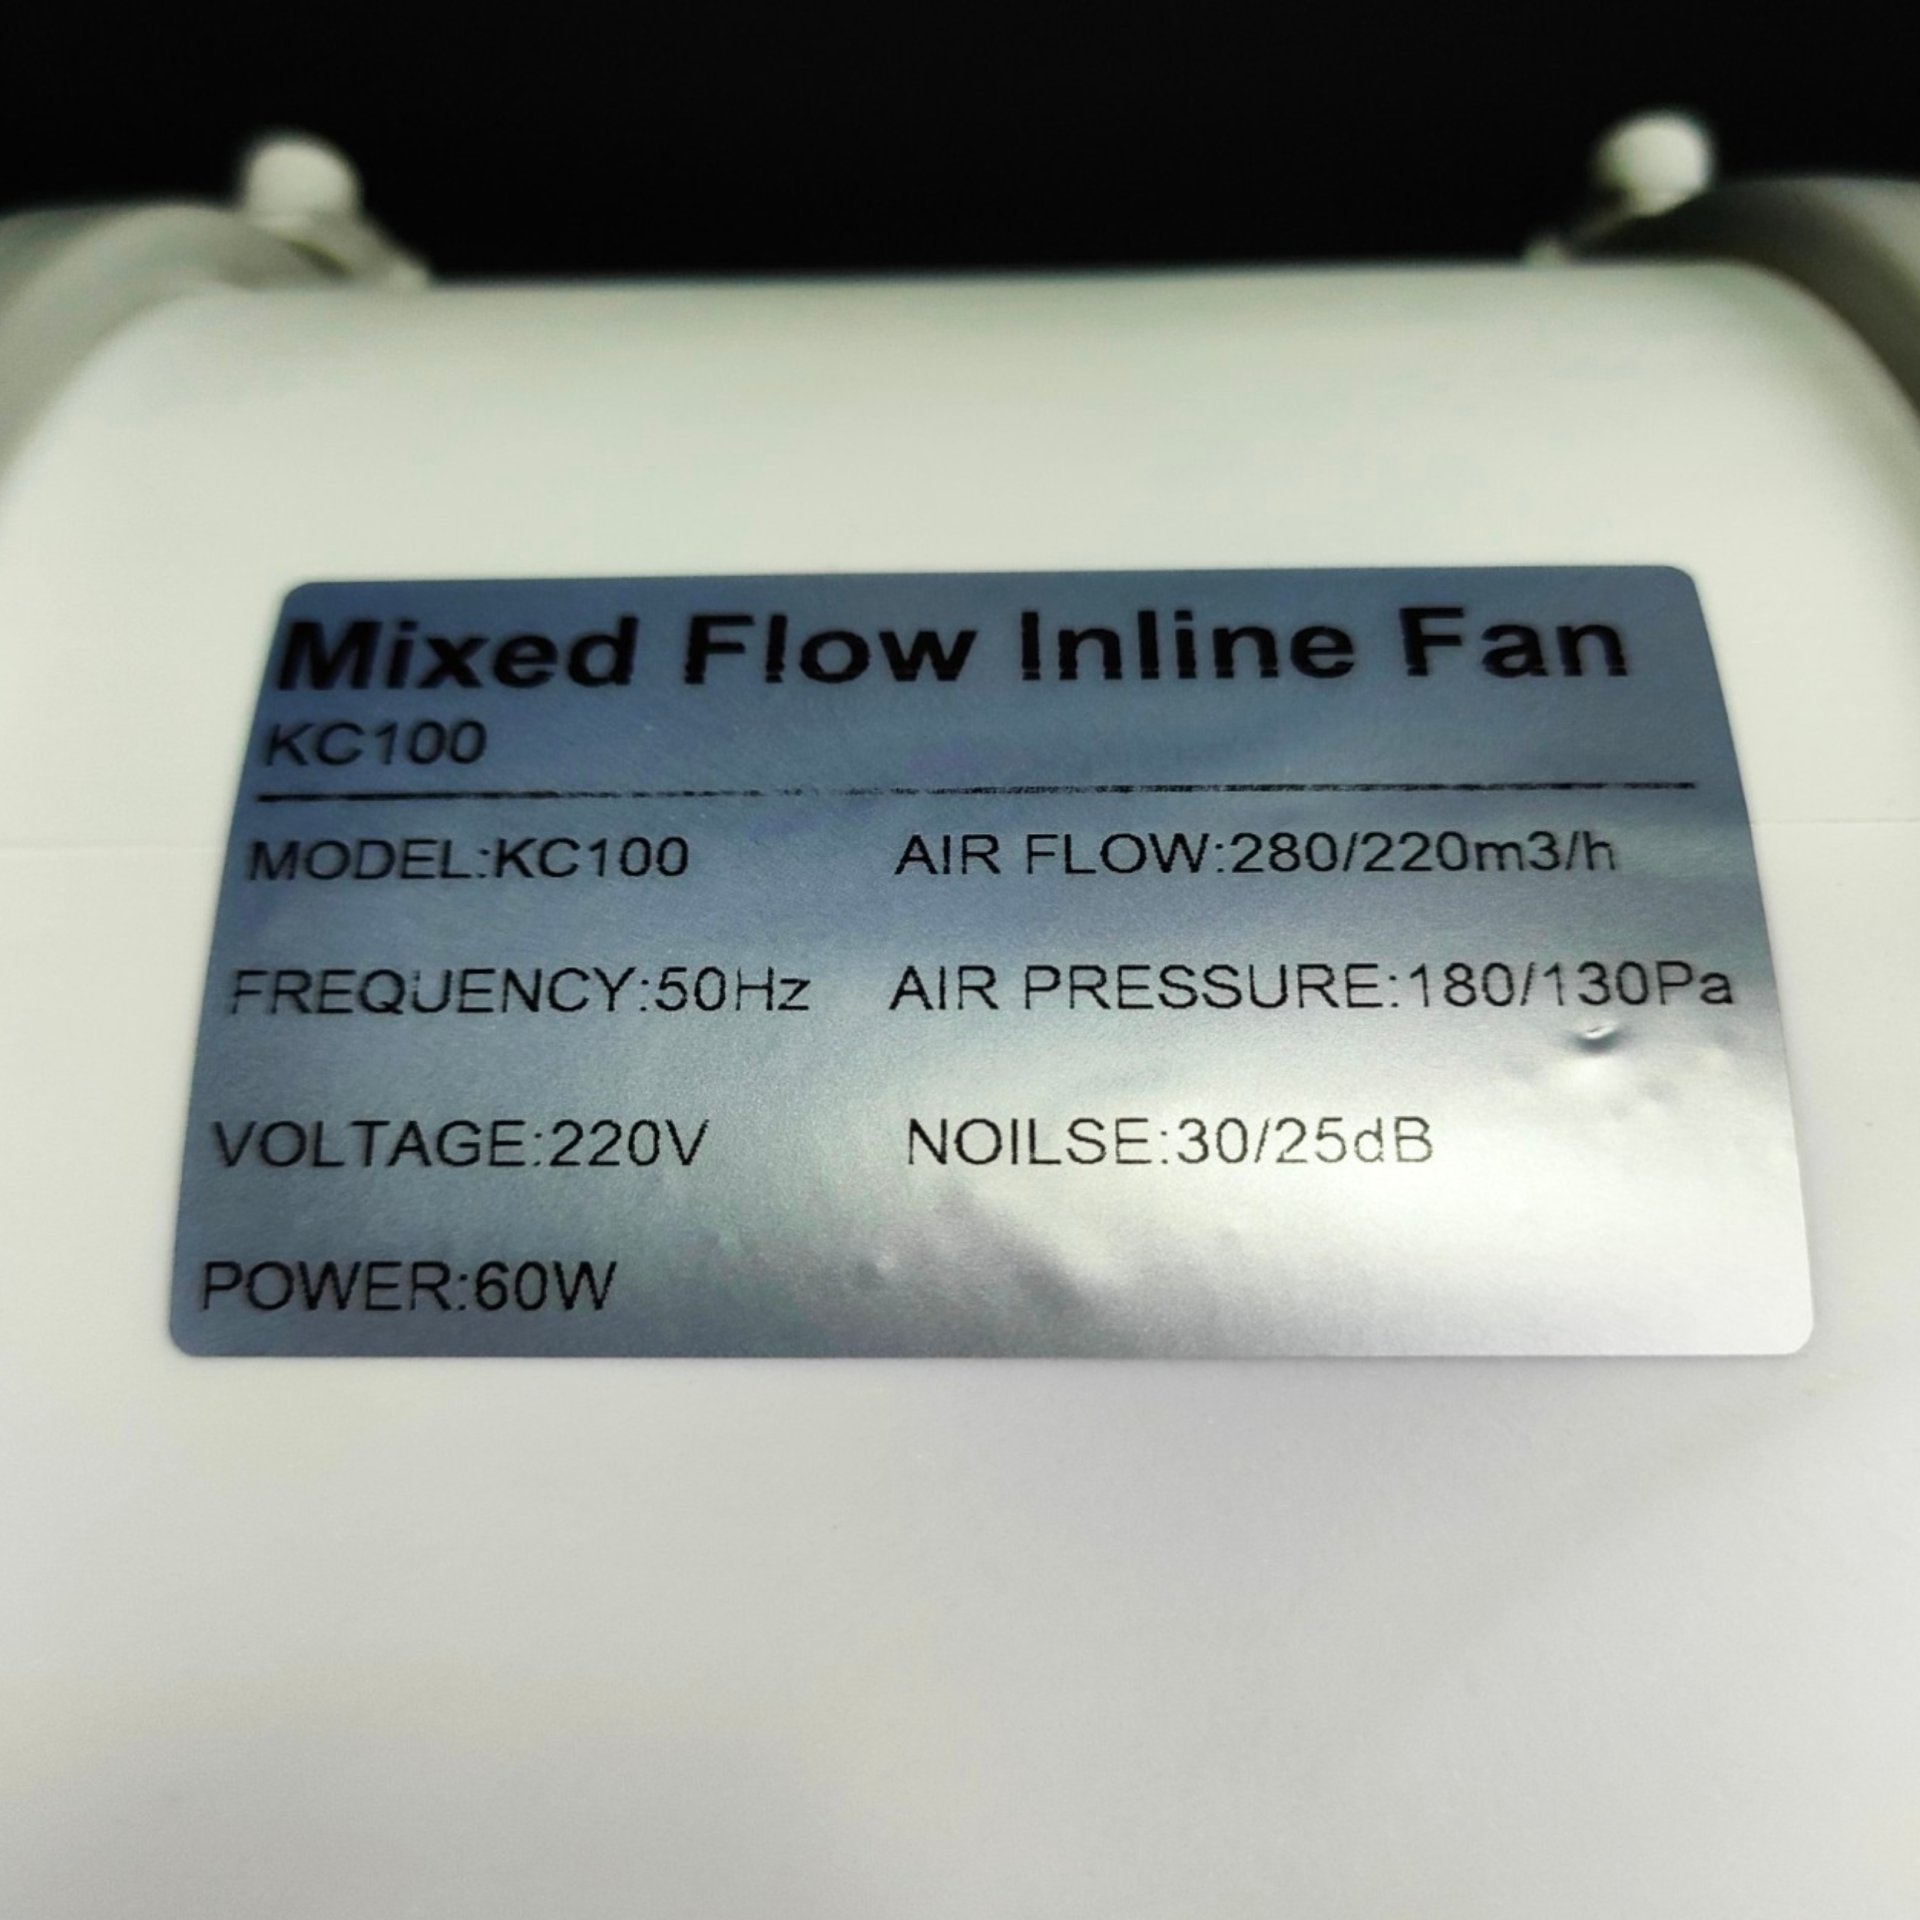 Mixed Flow Inline Fan
KC100
MODEL:KC100 AIR FLOW:280/220m3/h
FREQUENCY:50Hz AIR PRESSURE:180/130Pa
VOLTAGE:220V NOILSE:30/25dB
POWER:60W